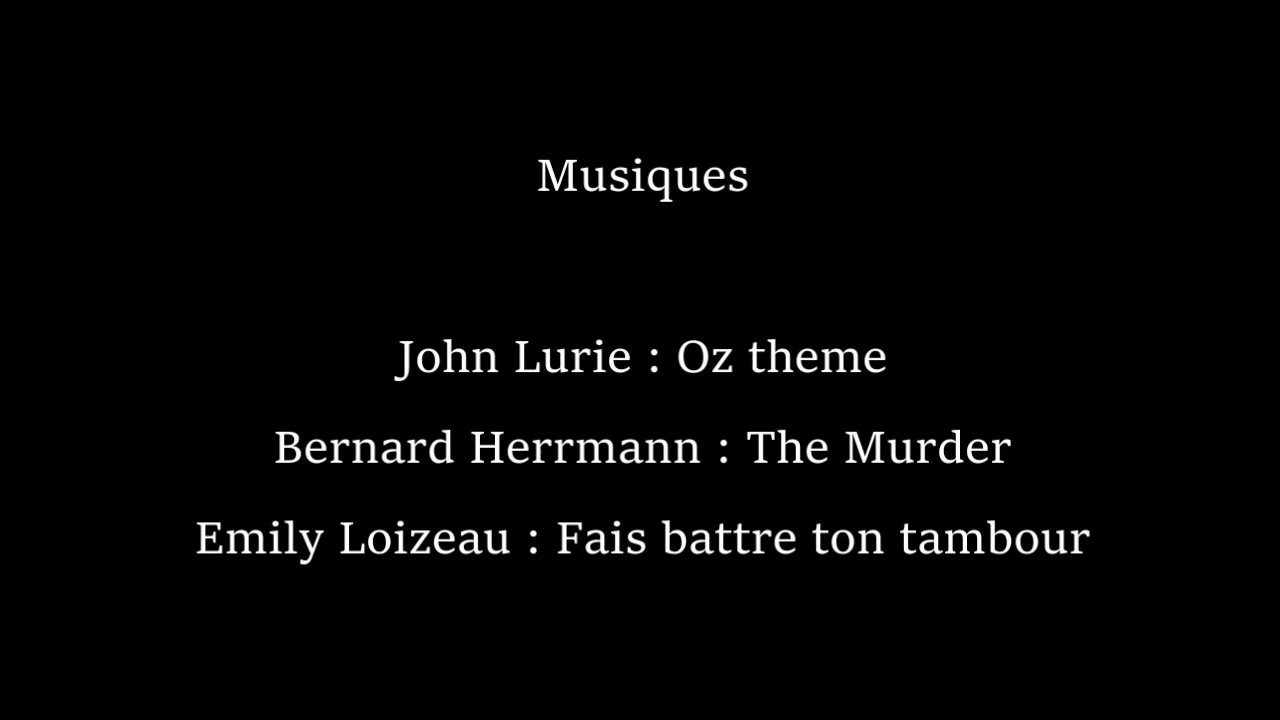 Musiques
John Lurie : Oz theme
Bernard Herrmann : The Murder
Emily Loizeau : Fais battre ton tambour